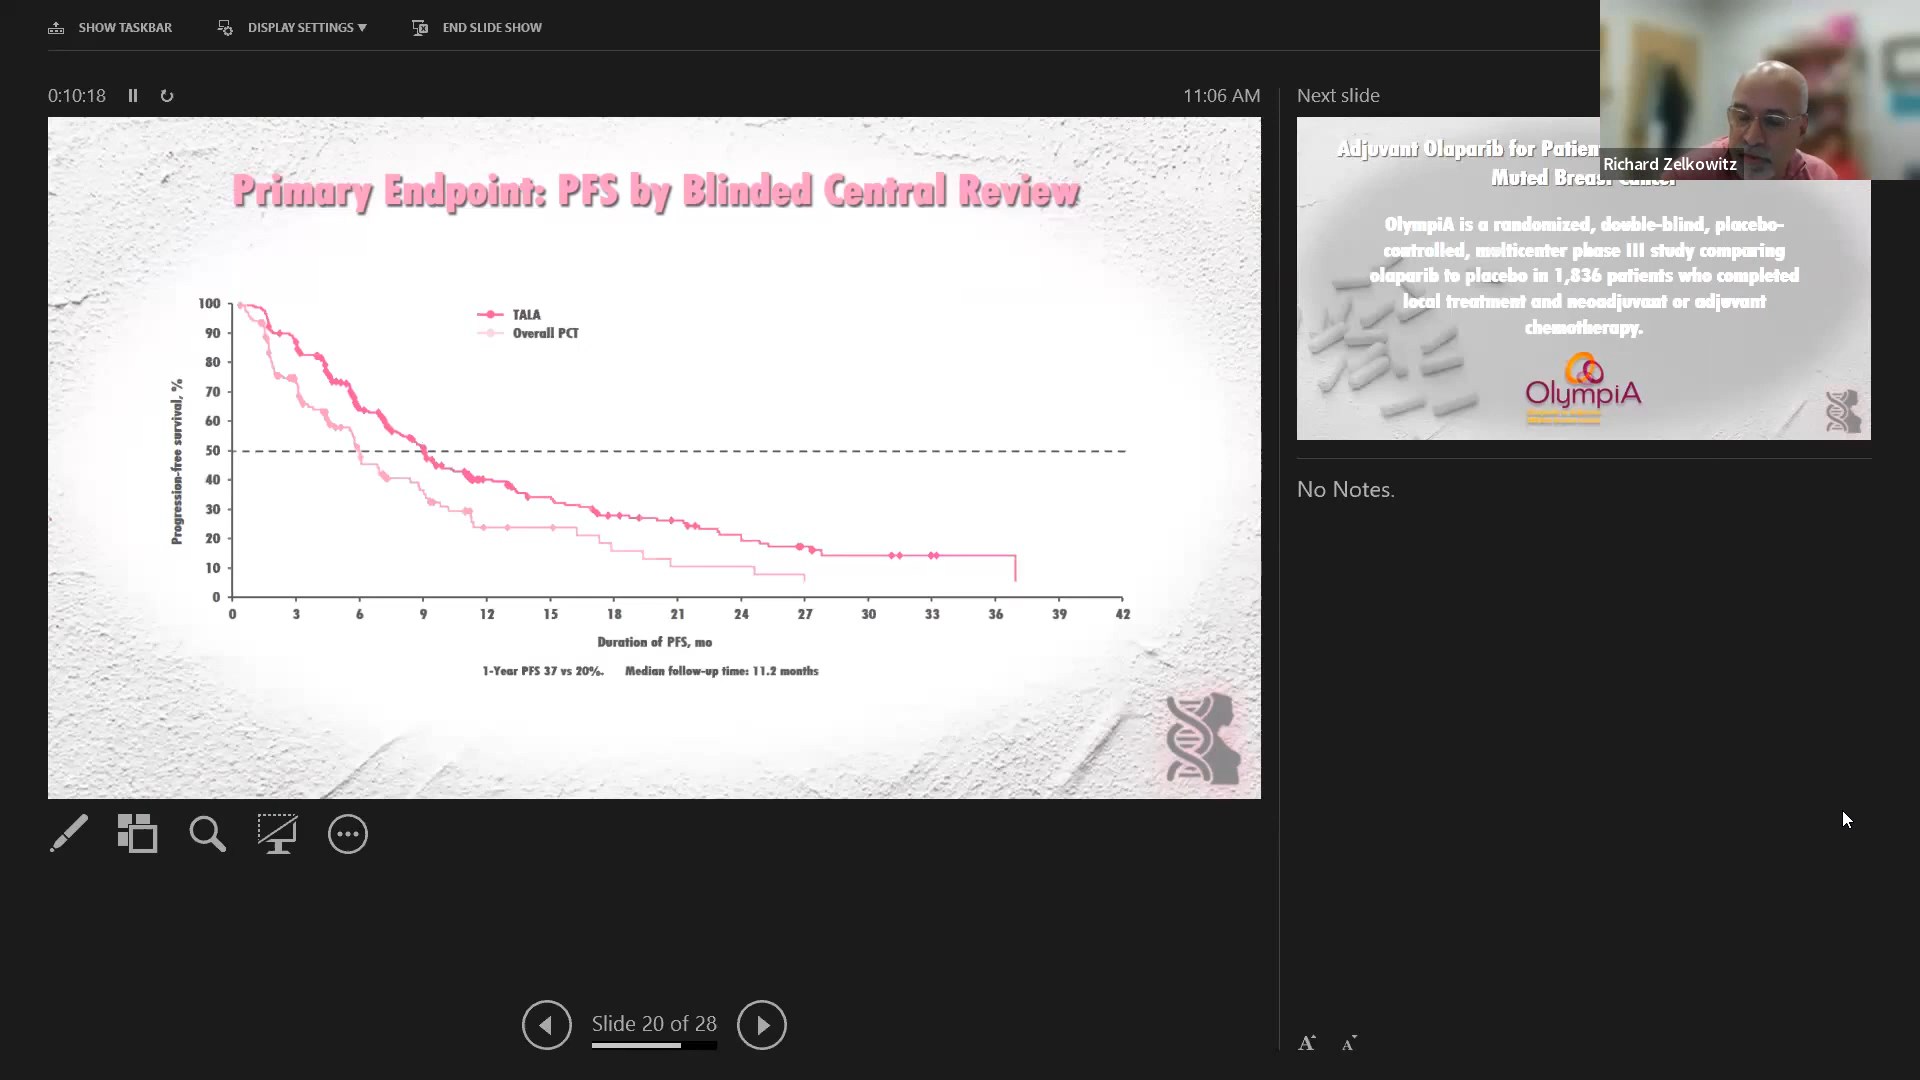 SHOW TASKBAR
DISPLAY SETTINGS
END SLIDE SHOW
0:10:18
11:06 AM
Next slide
Primary Endpoint: PFS by Blinded Central Review
100
90
80
70
60
50
40
30
20
10
0
Progression-free survival, %
TALA
Overall PCT
0 3 6 9 12 15 18 21 24 27 30 33 36 39 42
Duration of PFS, mo
1-Year PFS 37 vs 20%. Median follow-up time: 11.2 months
Slide 20 of 28
Richard Zelkowitz
Adjuvant Olaparib for
Muted Breast Cancer
OlympiA is a randomized, double-blind, placebo-
controlled, multicenter phase III study comparing
olaparib to placebo in 1,836 patients who completed
local treatment and neoadjuvant or adjuvant
chemotherapy.
OlympiA
No Notes.
A A